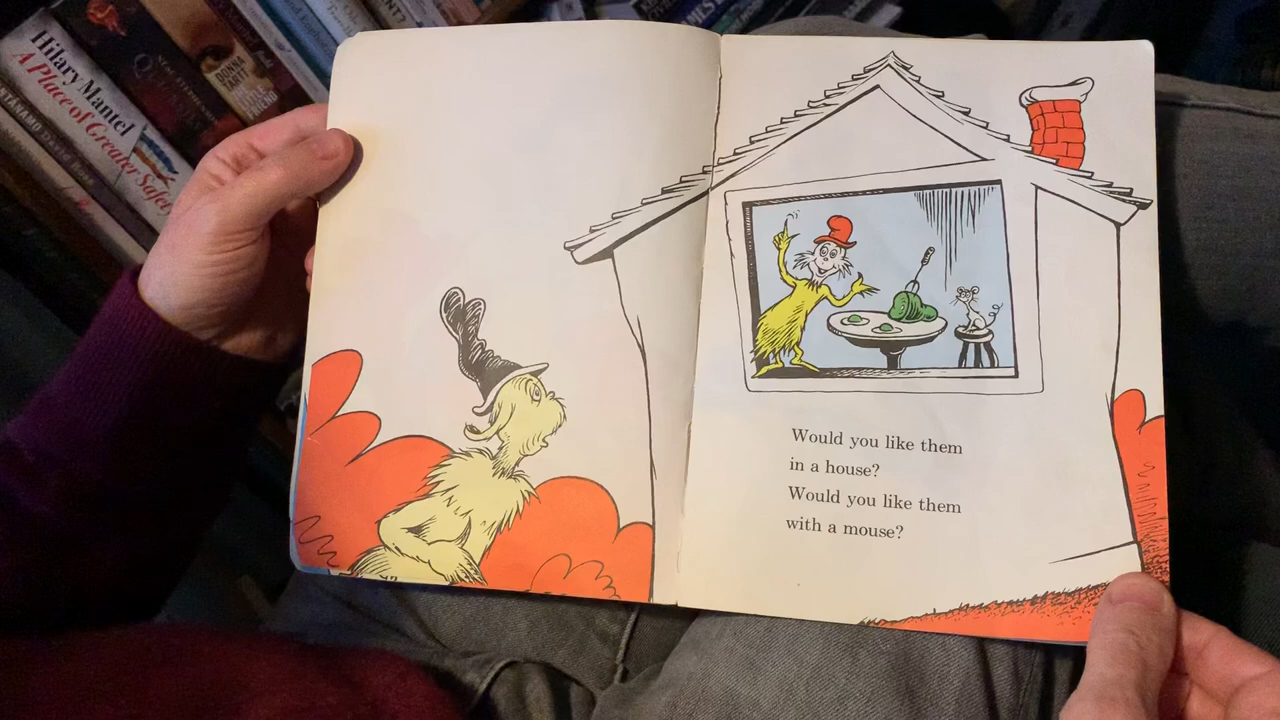 Hilary Mantel
A Place of Greater Safety
DONNA
TARTT
Would you like them
in a house?
Would you like them
with a mouse?